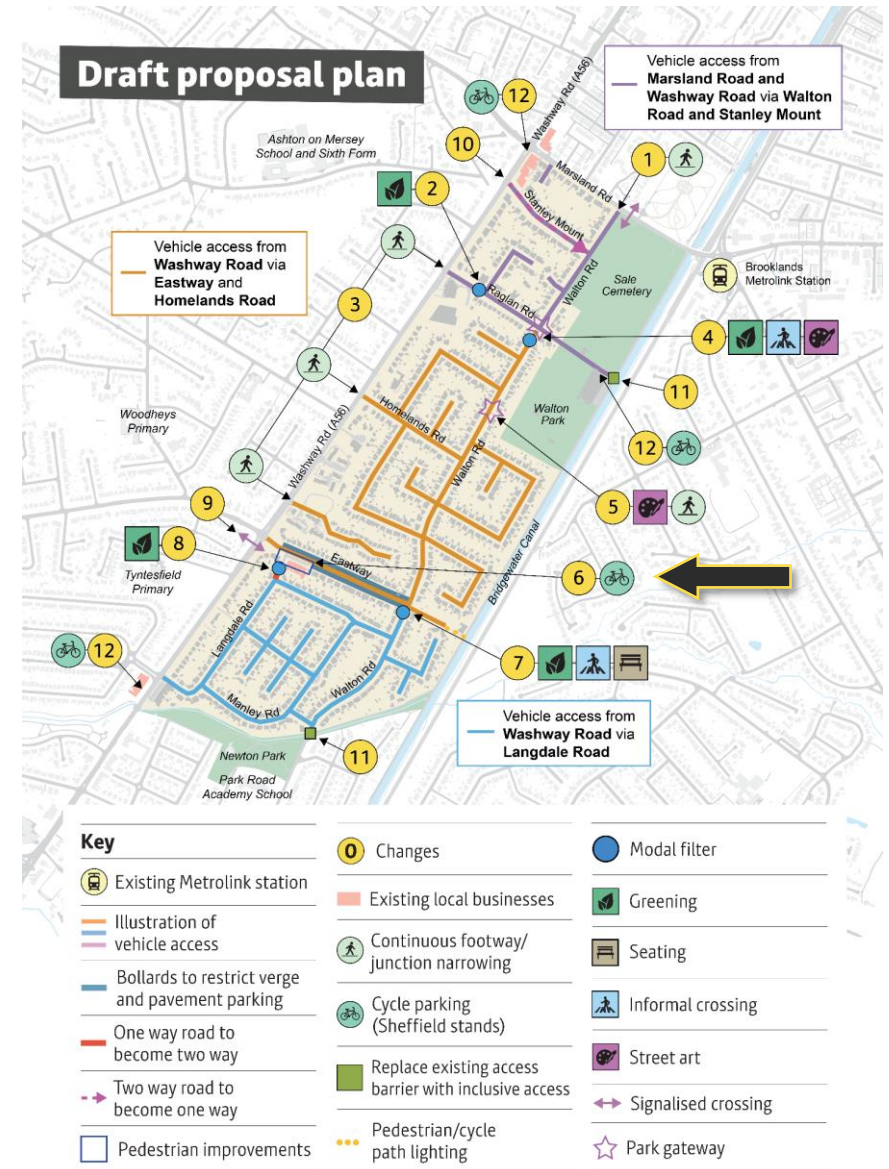 Draft proposal plan
Vehicle access from
Marsland Road and
Washway Road via Walton
Road and Stanley Mount
12
Washway Rd (A56)
Ashton on Mersey
School and Sixth Form
10
Marsland Rd
1
2
Stanley Mount
Vehicle access from
Washway Road via
Eastway and
Homelands Road
Walton Rd
Sale
Cemetery
Brooklands
Metrolink Station
3
Raglan Rd
4
11
Woodheys
Primary
Homelands Rd
Walton
Park
Washway Rd (A56)
Walton Rd
12
5
9
8
Eastway
Bridgewater Canal
6
Tyntesfield
Primary
Langdale Rd
12
7
Walton Rd
Manley Rd
Vehicle access from
Washway Road via
Langdale Road
11
Newton Park
Park Road
Academy School
Key
Existing Metrolink station
Illustration of
vehicle access
Bollards to restrict verge
and pavement parking
One way road to
become two way
Two way road to
become one way
Pedestrian improvements
0 Changes
Existing local businesses
Continuous footway/
junction narrowing
Cycle parking
(Sheffield stands)
Replace existing access
barrier with inclusive access
Pedestrian/cycle
path lighting
Modal filter
Greening
Seating
Informal crossing
Street art
Signalised crossing
Park gateway